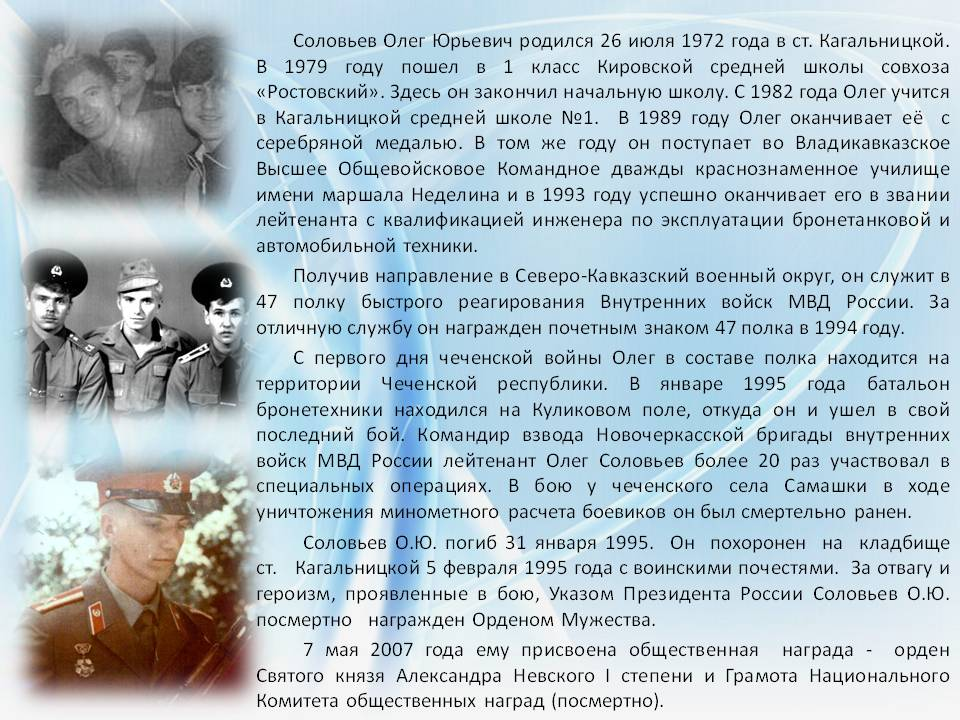 Соловьев Олег Юрьевич родился 26 июля 1972 года в ст. Кагальницкой.
В 1979 году пошел в 1 класс Кировской средней школы совхоза
«Ростовский». Здесь он закончил начальную школу. С 1982 года Олег учится
в Кагальницкой средней школе №1. В 1989 году Олег оканчивает её с
серебряной медалью. В том же году он поступает во Владикавказское
Высшее Общевойсковое Командное дважды краснознаменное училище
имени маршала Неделина и в 1993 году успешно оканчивает его в звании
лейтенанта с квалификацией инженера по эксплуатации бронетанковой и
автомобильной техники.
Получив направление в Северо-Кавказский военный округ, он служит в
47 полку быстрого реагирования Внутренних войск МВД России. За
отличную службу он награжден почетным знаком 47 полка в 1994 году.
С первого дня чеченской войны Олег в составе полка находится на
территории Чеченской республики. В январе 1995 года батальон
бронетехники находился на Куликовом поле, откуда он и ушел в свой
последний бой. Командир взвода Новочеркасской бригады внутренних
войск МВД России лейтенант Олег Соловьев более 20 раз участвовал в
специальных операциях. В бою у чеченского села Самашки в ходе
уничтожения минометного расчета боевиков он был смертельно ранен.
Соловьев О.Ю. погиб 31 января 1995. Он похоронен на кладбище
ст. Кагальницкой 5 февраля 1995 года с воинскими почестями. За отвагу и
героизм, проявленные в бою, Указом Президента России Соловьев О.Ю.
посмертно награжден Орденом Мужества.
7 мая 2007 года ему присвоена общественная награда - орден
Святого князя Александра Невского I степени и Грамота Национального
Комитета общественных наград (посмертно).